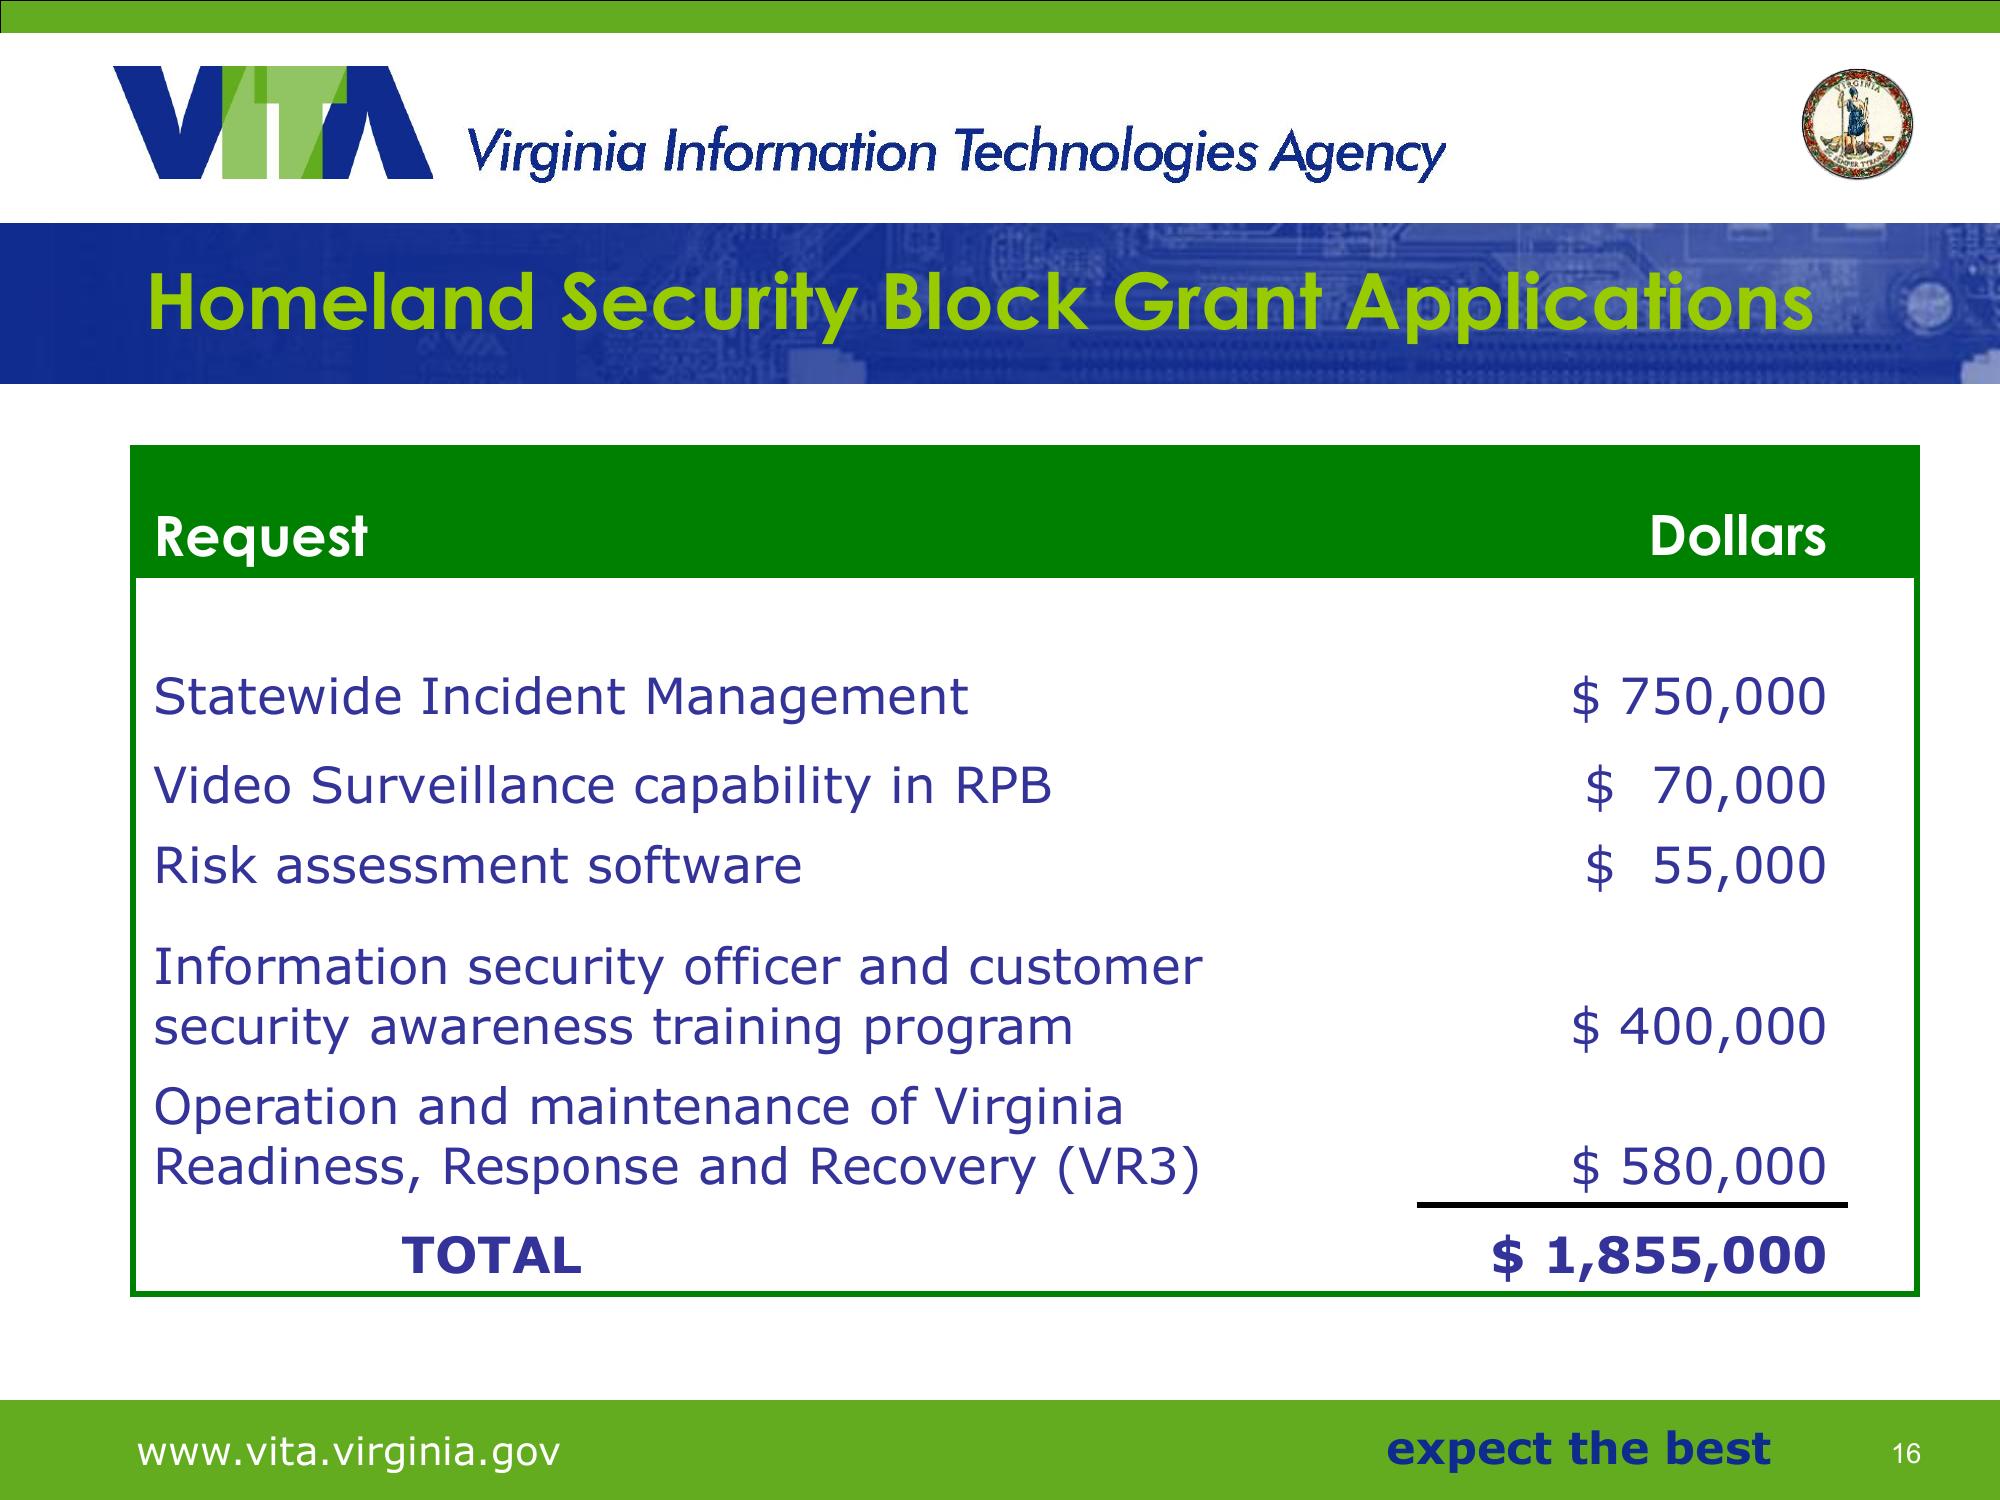 VITA
Virginia Information Technologies Agency
VIRGINIA
Homeland Security Block Grant Applications
Request Dollars
Statewide Incident Management $ 750,000
Video Surveillance capability in RPB $ 70,000
Risk assessment software $ 55,000
Information security officer and customer
security awareness training program $ 400,000
Operation and maintenance of Virginia
Readiness, Response and Recovery (VR3) $ 580,000
TOTAL $ 1,855,000
www.vita.virginia.gov expect the best 16